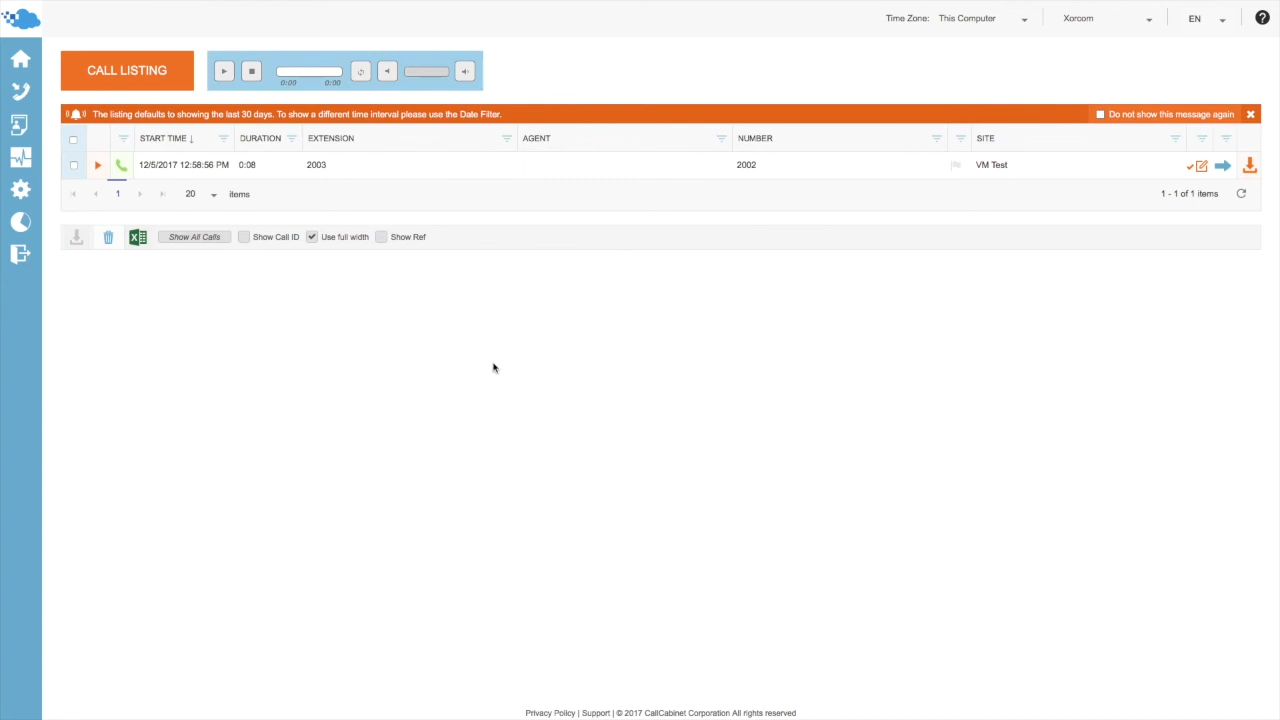 Time Zone: This Computer Xorcom EN
CALL LISTING
0:00 0:00
The listing defaults to showing the last 30 days. To show a different time interval please use the Date Filter. Do not show this message again
START TIME ↓ DURATION EXTENSION AGENT NUMBER SITE
12/5/2017 12:58:56 PM 0:08 2003 2002 VM Test
1 20 items 1 - 1 of 1 items
Show All Calls Show Call ID Use full width Show Ref
Privacy Policy | Support | © 2017 CallCabinet Corporation All rights reserved